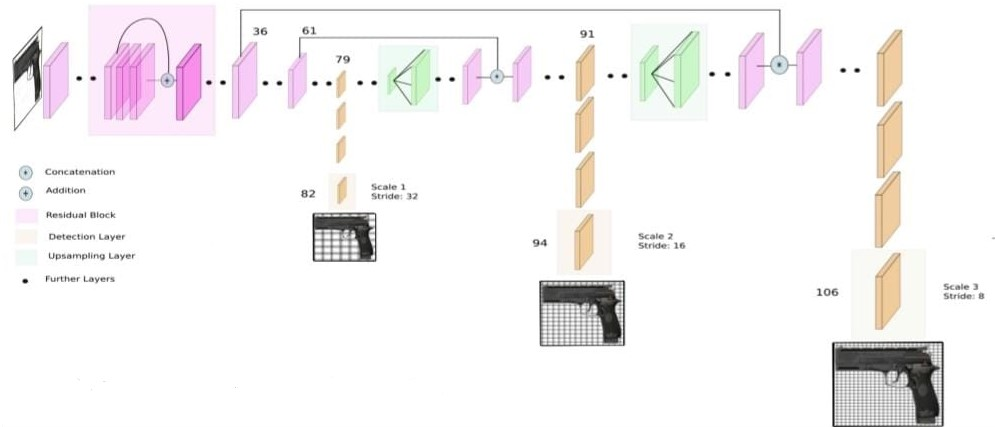 36
61
79
91
82
Scale 1
Stride: 32
94
Scale 2
Stride: 16
106
Scale 3
Stride: 8
Concatenation
Addition
Residual Block
Detection Layer
Upsampling Layer
Further Layers